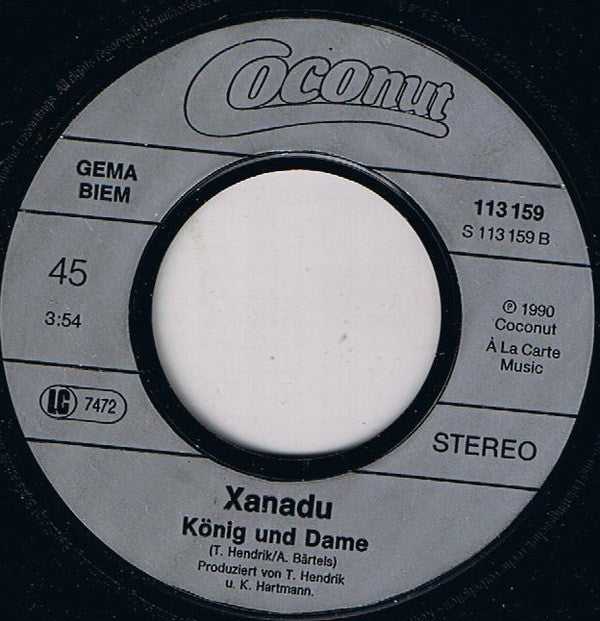 Coconut
GEMA
BIEM
113 159
S 113 159 B
45
3:54
℗ 1990
Coconut
À La Carte
Music
LC 7472
STEREO
Xanadu
König und Dame
(T. Hendrik/A. Bärtels)
Produziert von T. Hendrik
u. K. Hartmann.